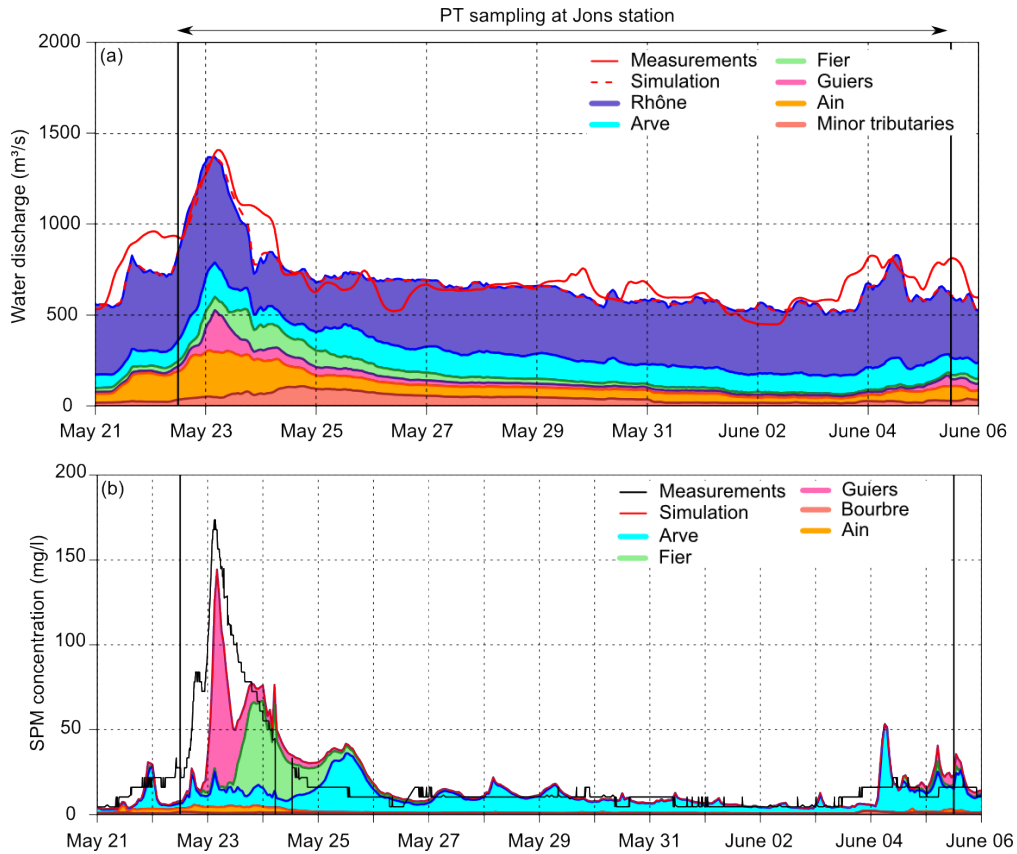 PT sampling at Jons station
(a)
Water discharge (m³/s)
2000
1500
1000
500
0
Measurements
Simulation
Rhône
Arve
Fier
Guiers
Ain
Minor tributaries
May 21 May 23 May 25 May 27 May 29 May 31 June 02 June 04 June 06
(b)
SPM concentration (mg/l)
200
150
100
50
0
Measurements
Simulation
Arve
Fier
Guiers
Bourbre
Ain
May 21 May 23 May 25 May 27 May 29 May 31 June 02 June 04 June 06